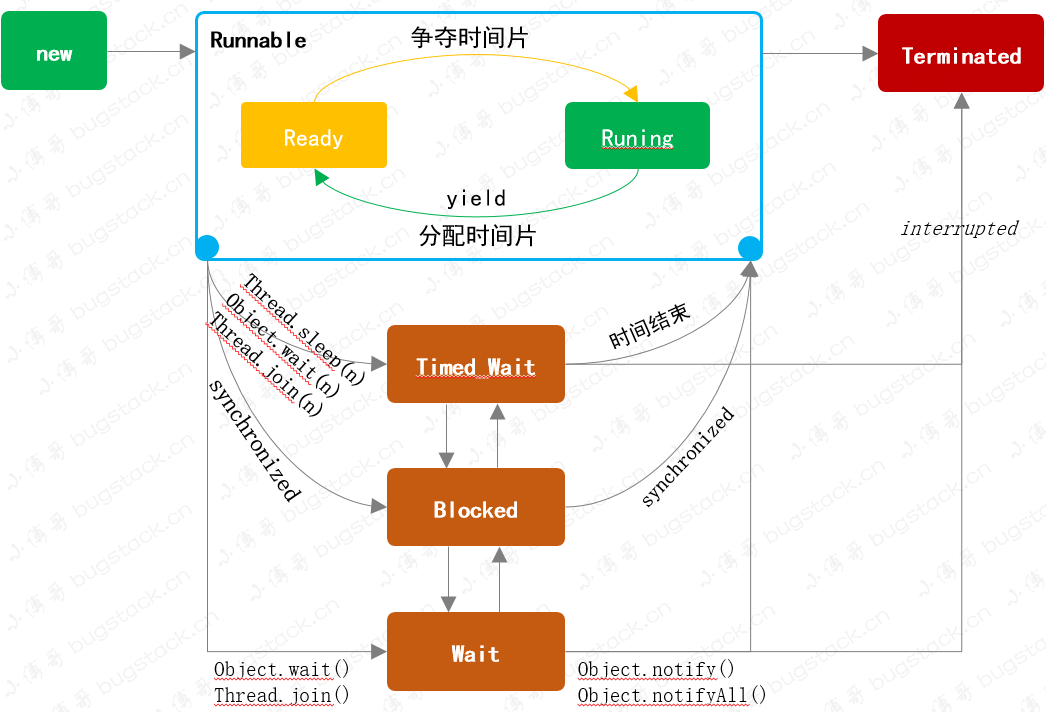 new
Runnable
争夺时间片
Terminated
Ready
Runing
yield
分配时间片
interrupted
Thread.sleep(n)
Object.wait(n)
Thread.join(n)
时间结束
Timed Wait
synchronized
synchronized
Blocked
Wait
Object.wait()
Thread.join()
Object.notify()
Object.notifyAll()
小傅哥 bugstack.cn